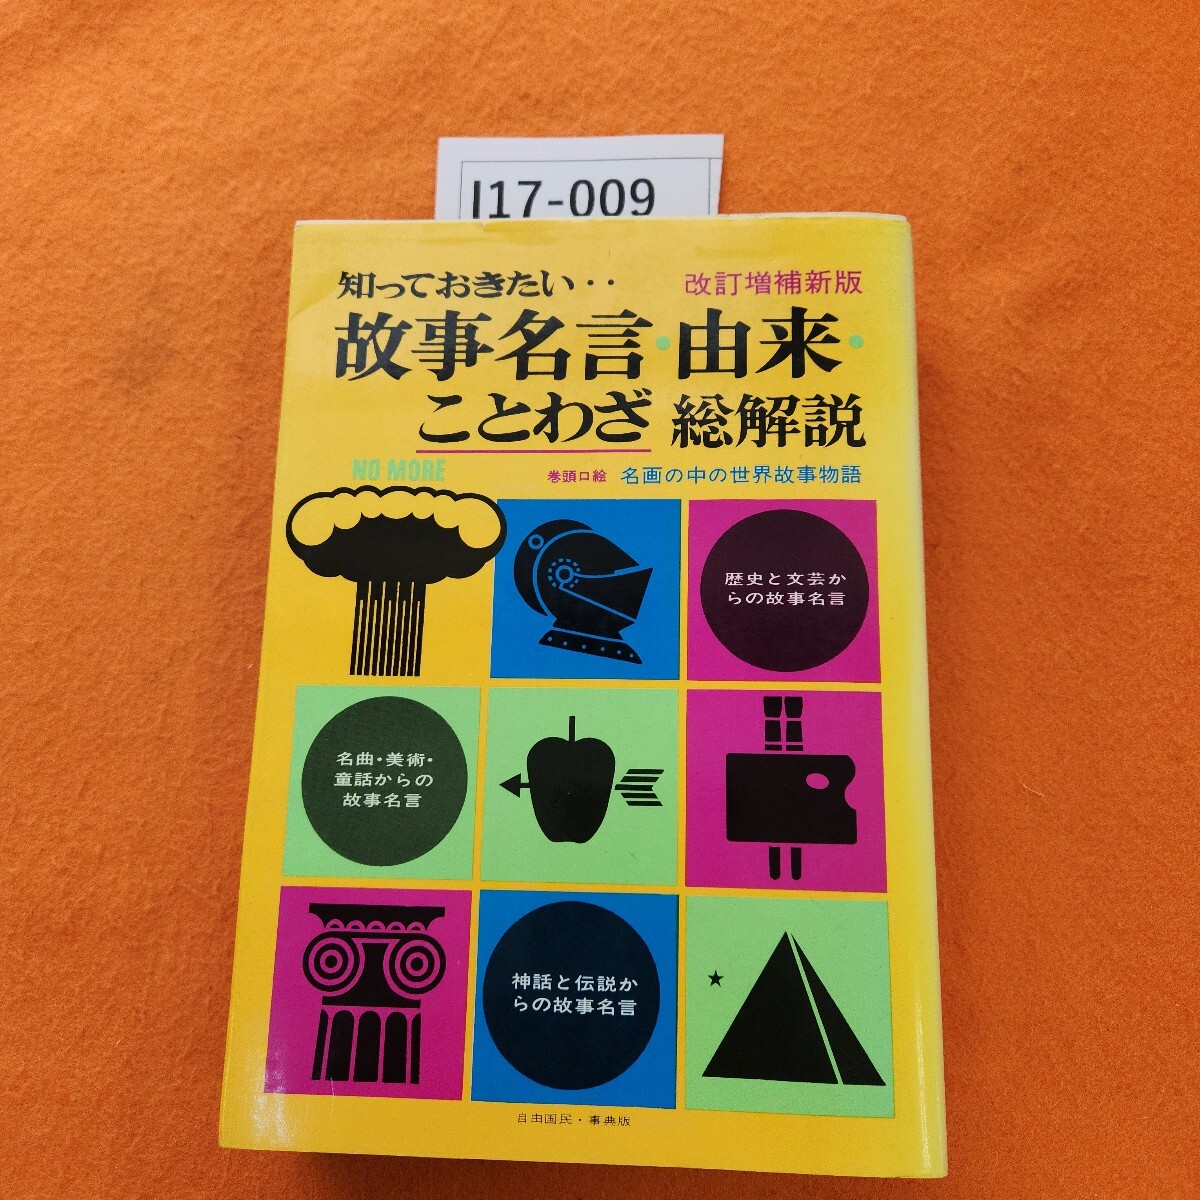 I17-009
知っておきたい‥
改訂増補新版
故事名言・由来・
ことわざ 総解説
NO MORE
巻頭口絵 名画の中の世界故事物語
歴史と文芸か
らの故事名言
名曲・美術・
童話からの
故事名言
神話と伝説か
らの故事名言
自由国民・事典版